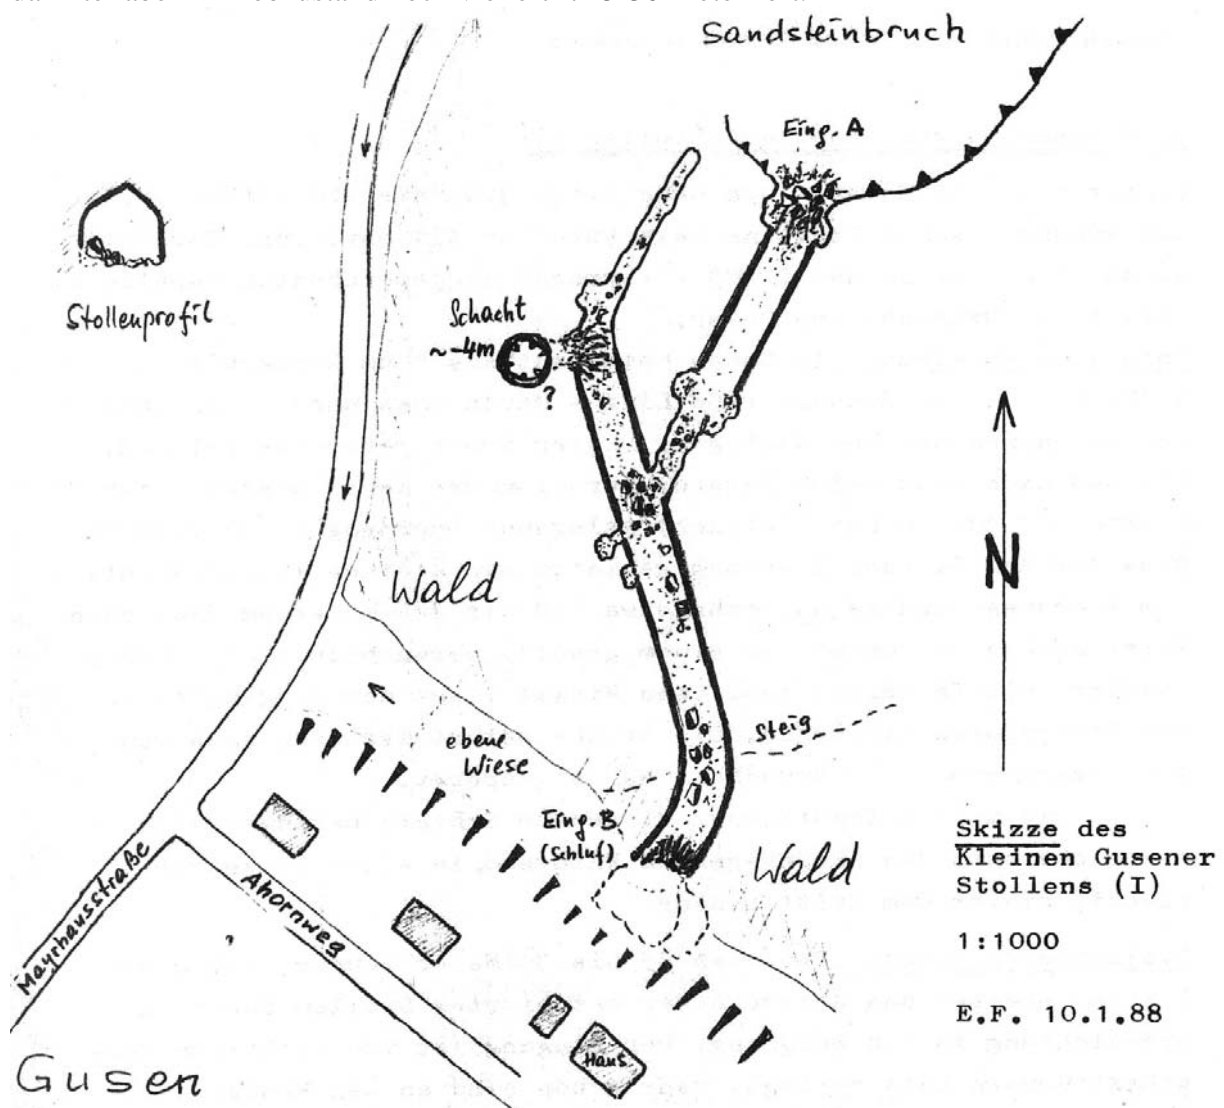 Sandsteinbruch
Eing. A
Stollenprofil
Schacht
~ -4m
?
N
Wald
Steig
ebene
Wiese
Eing. B
(Schluf)
Wald
Skizze des
Kleinen Gusener
Stollens (I)
1:1000
E.F. 10.1.88
Mayrhausstraße
Ahornweg
Haus
Gusen